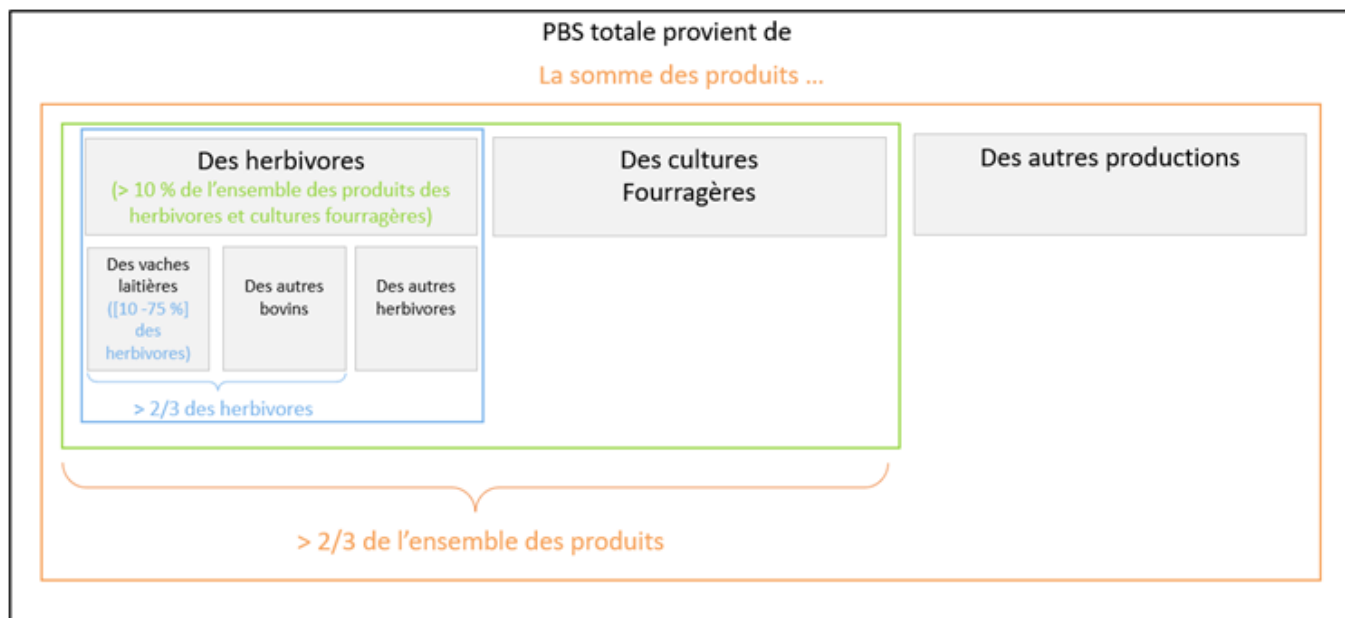 PBS totale provient de
La somme des produits ...
Des herbivores
(> 10 % de l'ensemble des produits des
herbivores et cultures fourragères)
Des cultures
Fourragères
Des autres productions
Des vaches
laitières
([10 -75 %]
des
herbivores)
Des autres
bovins
Des autres
herbivores
> 2/3 des herbivores
> 2/3 de l'ensemble des produits